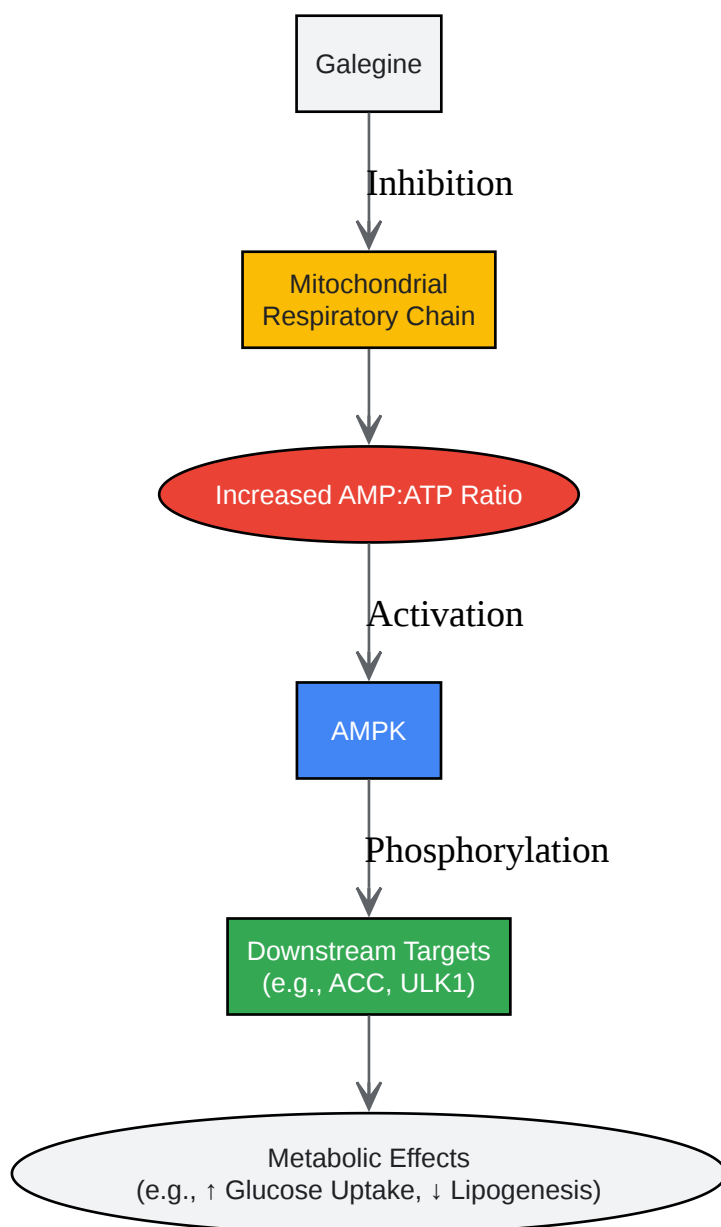 Galegine
Inhibition
Mitochondrial
Respiratory Chain
Increased AMP:ATP Ratio
Activation
AMPK
Phosphorylation
Downstream Targets
(e.g., ACC, ULK1)
Metabolic Effects
(e.g., ↑ Glucose Uptake, ↓ Lipogenesis)